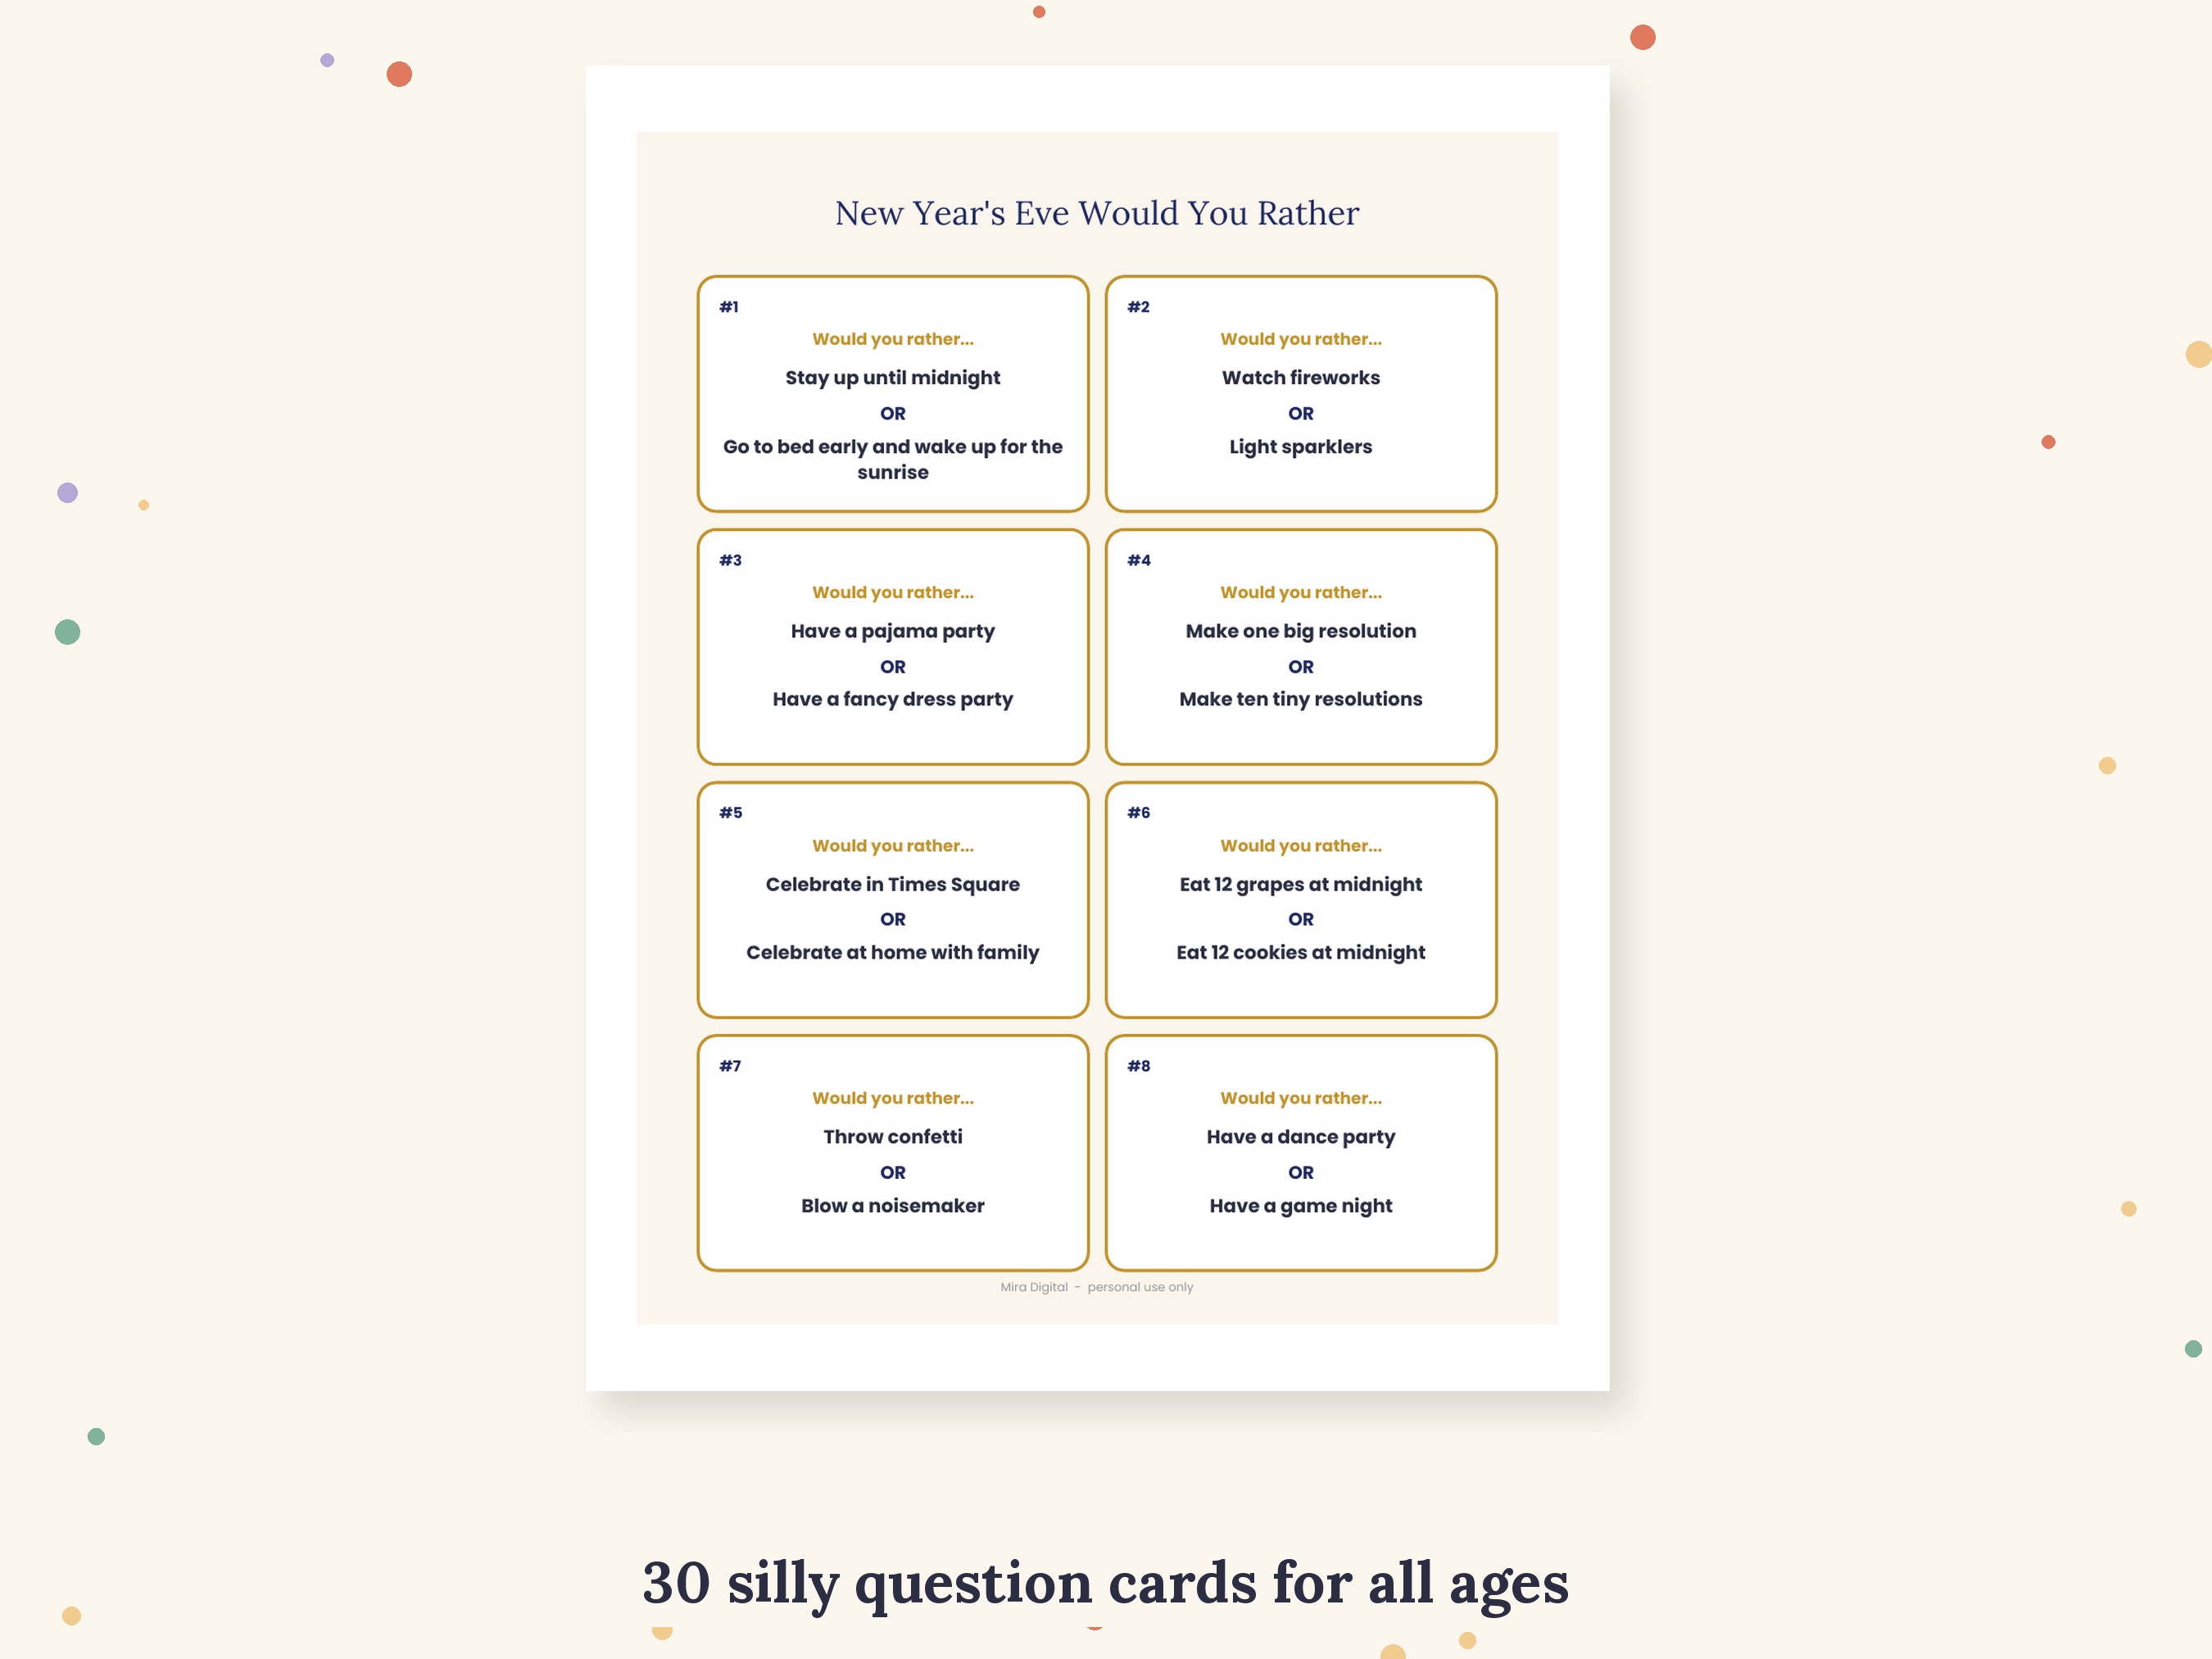 New Year's Eve Would You Rather
#1
Would you rather...
Stay up until midnight
OR
Go to bed early and wake up for the
sunrise
#2
Would you rather...
Watch fireworks
OR
Light sparklers
#3
Would you rather...
Have a pajama party
OR
Have a fancy dress party
#4
Would you rather...
Make one big resolution
OR
Make ten tiny resolutions
#5
Would you rather...
Celebrate in Times Square
OR
Celebrate at home with family
#6
Would you rather...
Eat 12 grapes at midnight
OR
Eat 12 cookies at midnight
#7
Would you rather...
Throw confetti
OR
Blow a noisemaker
#8
Would you rather...
Have a dance party
OR
Have a game night
Mira Digital - personal use only
30 silly question cards for all ages